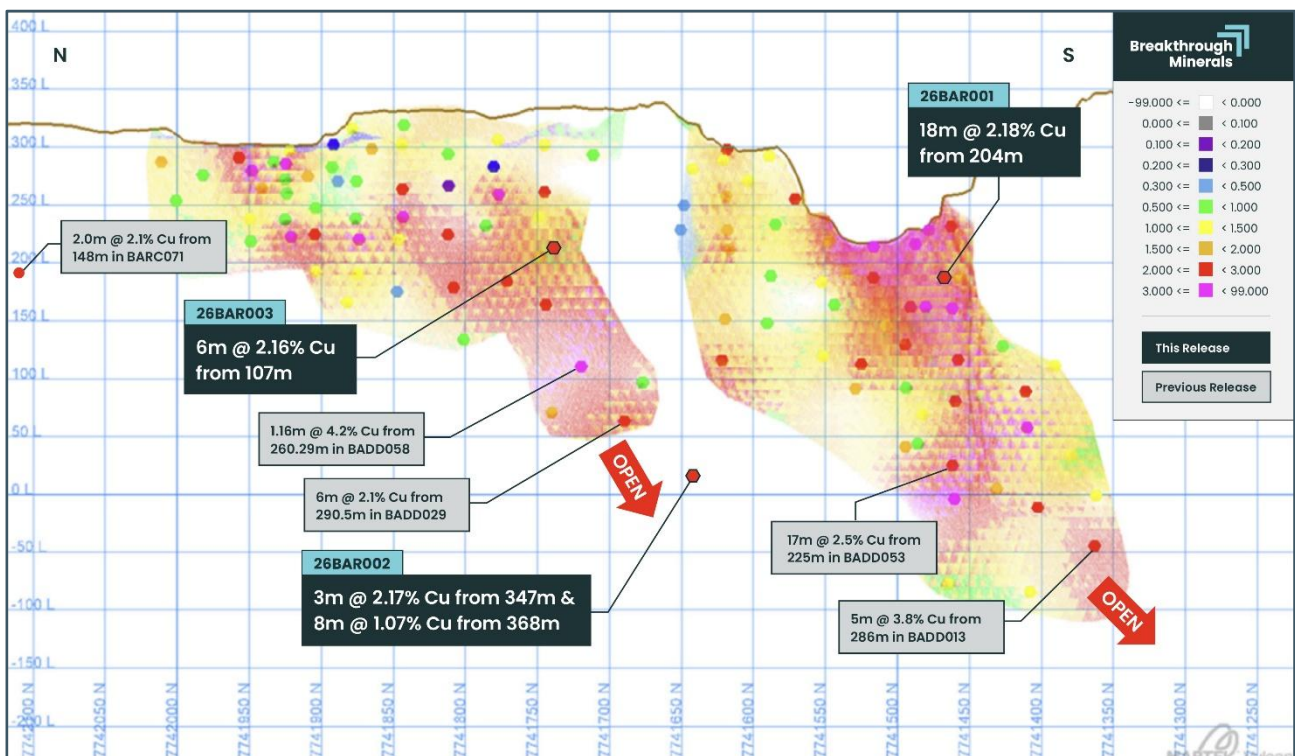 400 L
350 L
300 L
250 L
200 L
150 L
100 L
50 L
0 L
-50 L
-100 L
-150 L
-200 L
N
S
Breakthrough
Minerals
-99.000 <= < 0.000
0.000 <= < 0.100
0.100 <= < 0.200
0.200 <= < 0.300
0.300 <= < 0.500
0.500 <= < 1.000
1.000 <= < 1.500
1.500 <= < 2.000
2.000 <= < 3.000
3.000 <= < 99.000
This Release
Previous Release
26BAR001
18m @ 2.18% Cu
from 204m
2.0m @ 2.1% Cu from
148m in BARC071
26BAR003
6m @ 2.16% Cu
from 107m
1.16m @ 4.2% Cu from
260.29m in BADD058
6m @ 2.1% Cu from
290.5m in BADD029
OPEN
26BAR002
3m @ 2.17% Cu from 347m &
8m @ 1.07% Cu from 368m
17m @ 2.5% Cu from
225m in BADD053
5m @ 3.8% Cu from
286m in BADD013
OPEN
7742050 N
7742000 N
7741950 N
7741900 N
7741800 N
7741750 N
7741700 N
7741650 N
7741600 N
7741550 N
7741500 N
7741450 N
7741400 N
7741350 N
7741300 N
7741250 N